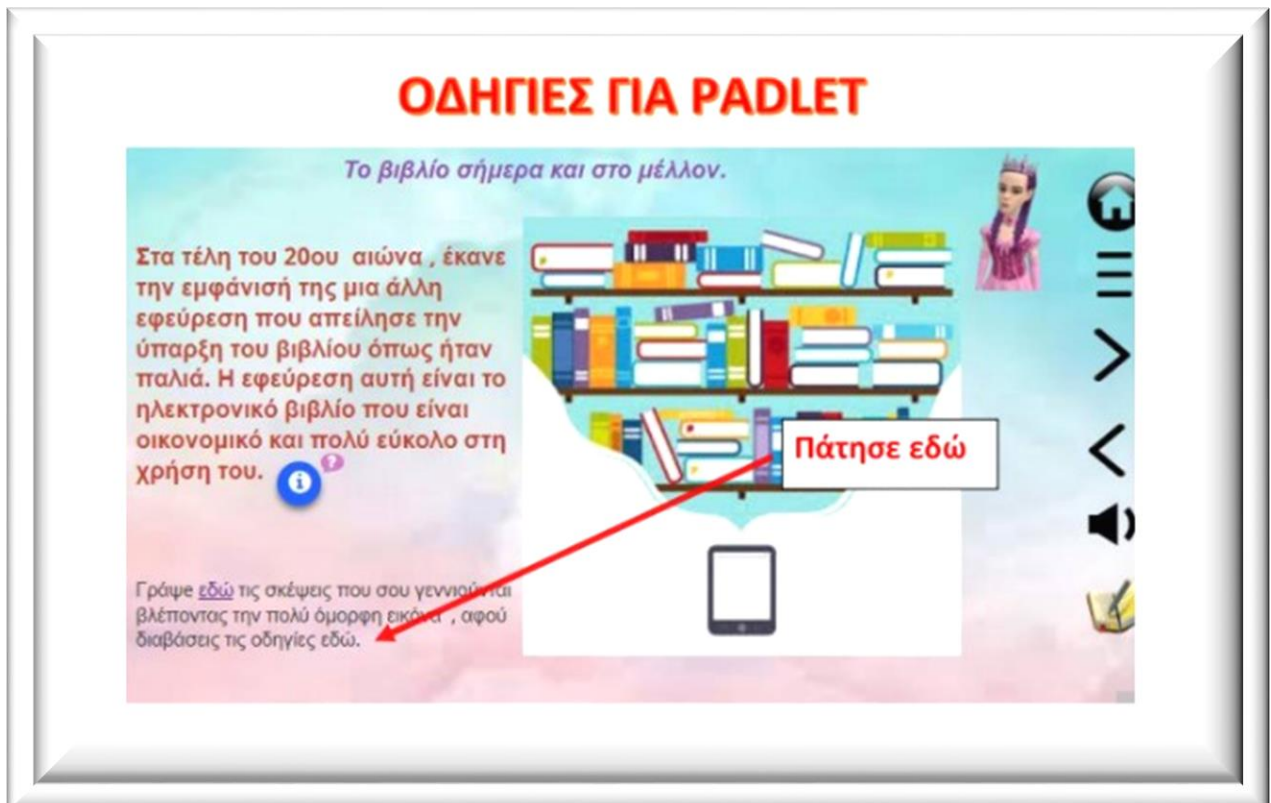 ΟΔΗΓΙΕΣ ΓΙΑ PADLET
Το βιβλίο σήμερα και στο μέλλον.
Στα τέλη του 20ου αιώνα , έκανε
την εμφάνισή της μια άλλη
εφεύρεση που απείλησε την
ύπαρξη του βιβλίου όπως ήταν
παλιά. Η εφεύρεση αυτή είναι το
ηλεκτρονικό βιβλίο που είναι
οικονομικό και πολύ εύκολο στη
χρήση του.
Πάτησε εδώ
Γράψε εδώ τις σκέψεις που σου γεννιούνται
βλέποντας την πολύ όμορφη εικόνα , αφού
διαβάσεις τις οδηγίες εδώ.